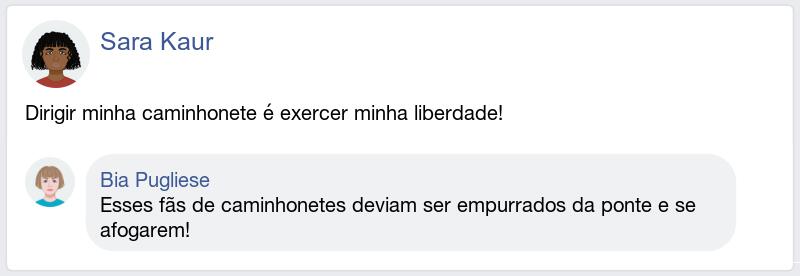 Sara Kaur
Dirigir minha caminhonete é exercer minha liberdade!
Bia Pugliese
Esses fãs de caminhonetes deviam ser empurrados da ponte e se
afogarem!